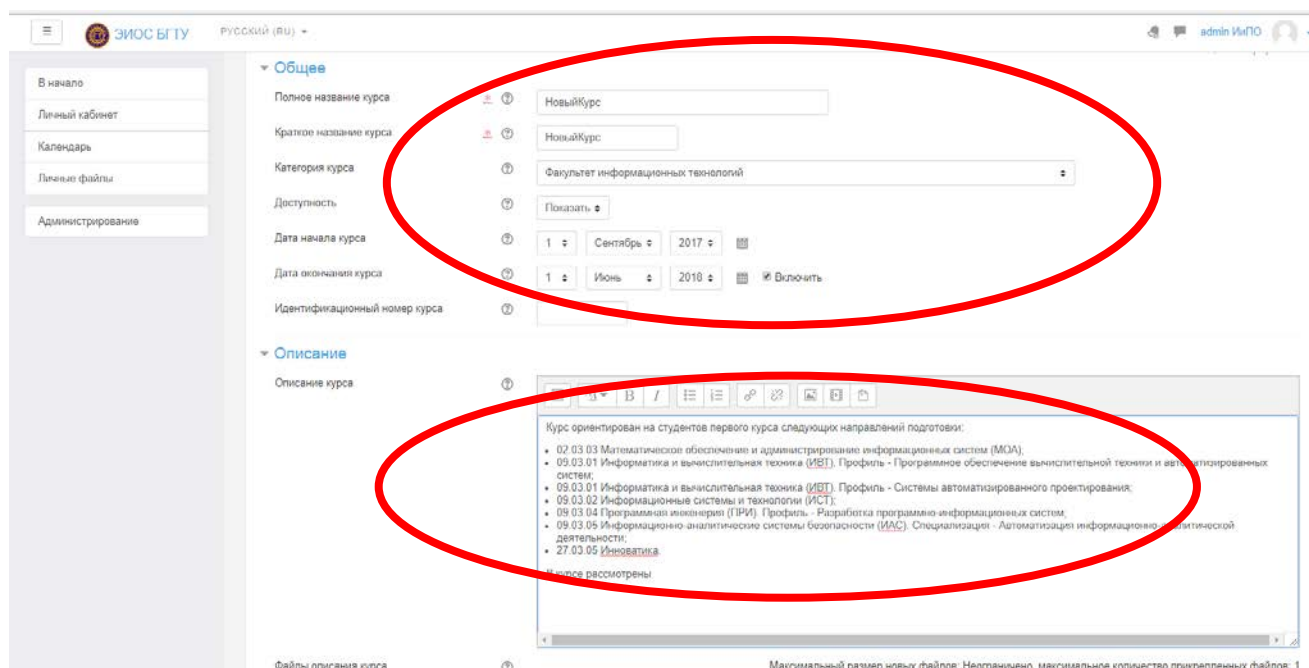 ЭИОС БГТУ
РУССКИЙ (RU)
admin ИиПО
В начало
Личный кабинет
Календарь
Личные файлы
Администрирование
Общее
Полное название курса
НовыйКурс
Краткое название курса
НовыйКурс
Категория курса
Факультет информационных технологий
Доступность
Показать
Дата начала курса
1 Сентябрь 2017
Дата окончания курса
1 Июнь 2018 Включить
Идентификационный номер курса
Описание
Описание курса
B I
Курс ориентирован на студентов первого курса следующих направлений подготовки:
02.03.03 Математическое обеспечение и администрирование информационных систем (МОА);
09.03.01 Информатика и вычислительная техника (ИВТ). Профиль - Программное обеспечение вычислительной техники и автоматизированных
систем;
09.03.01 Информатика и вычислительная техника (ИВТ). Профиль - Системы автоматизированного проектирования;
09.03.02 Информационные системы и технологии (ИСТ);
09.03.04 Программная инженерия (ПРИ). Профиль - Разработка программно-информационных систем;
09.03.05 Информационно-аналитические системы безопасности (ИАС). Специализация - Автоматизация информационно-аналитической
деятельности;
27.03.05 Инноватика.
В курсе рассмотрены
Файлы описания курса
Максимальный размер новых файлов: Неограничено, максимальное количество прикрепленных файлов: 1